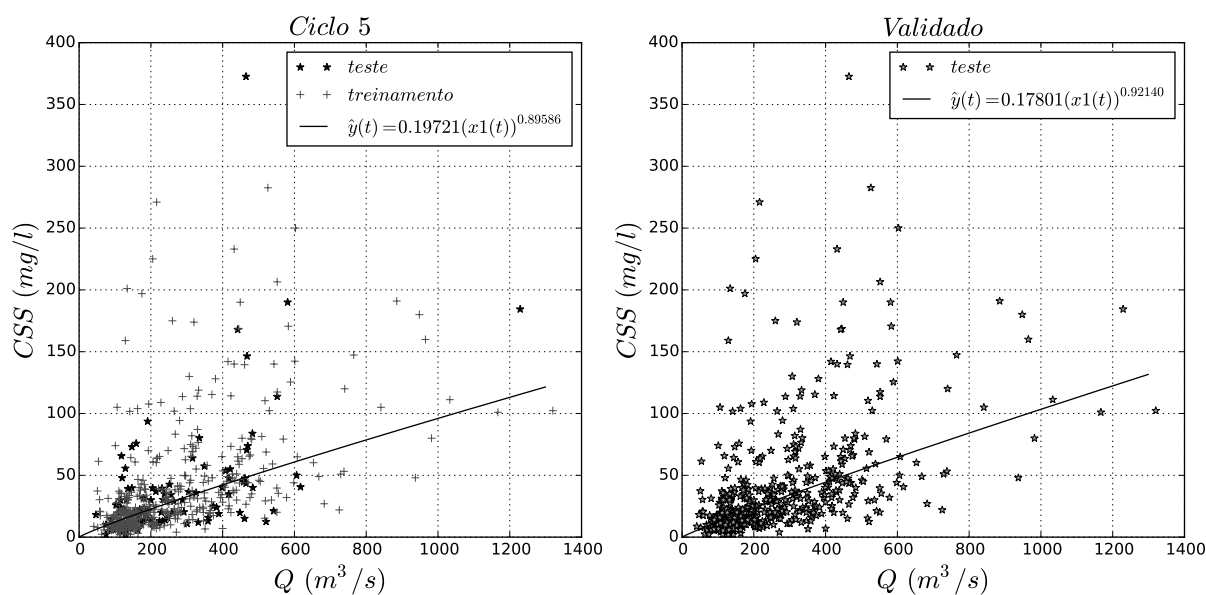 Ciclo 5
400
350
300
250
200
150
100
50
0
CSS (mg/l)
teste
treinamento
ŷ(t)=0.19721(x1(t))^0.89586
0 200 400 600 800 1000 1200 1400
Q (m³/s)
Validado
400
350
300
250
200
150
100
50
0
CSS (mg/l)
teste
ŷ(t)=0.17801(x1(t))^0.92140
0 200 400 600 800 1000 1200 1400
Q (m³/s)